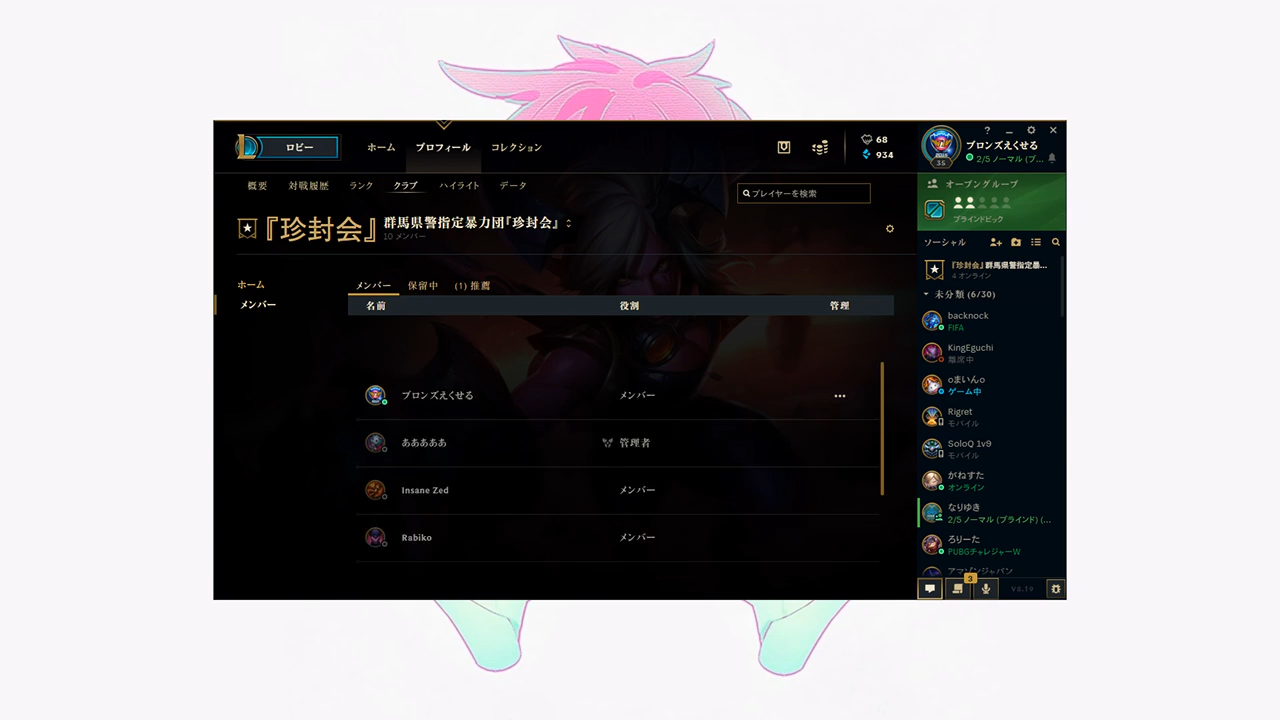 ロビー
ホーム
プロフィール
コレクション
68
934
?
ブロンズえくせる
35
2/5 ノーマル (ブ...
概要
対戦履歴
ランク
クラブ
ハイライト
データ
プレイヤーを検索
オープングループ
ブラインドピック
『珍封会』
群馬県警指定暴力団『珍封会』
10 メンバー
ソーシャル
『珍封会』群馬県警指定暴...
4 オンライン
未分類 (6/30)
ホーム
メンバー
メンバー
保留中
(1) 推薦
名前
役割
管理
ブロンズえくせる
メンバー
•••
あああああ
管理者
Insane Zed
メンバー
Rabiko
メンバー
backnock
FIFA
KingEguchi
離席中
oまいんo
ゲーム中
Rigret
モバイル
SoloQ 1v9
モバイル
がねすた
オンライン
なりゆき
2/5 ノーマル (ブラインド) (...
ろりーた
PUBGチャレジャーW
アマゾンジャパン
3
V8.19